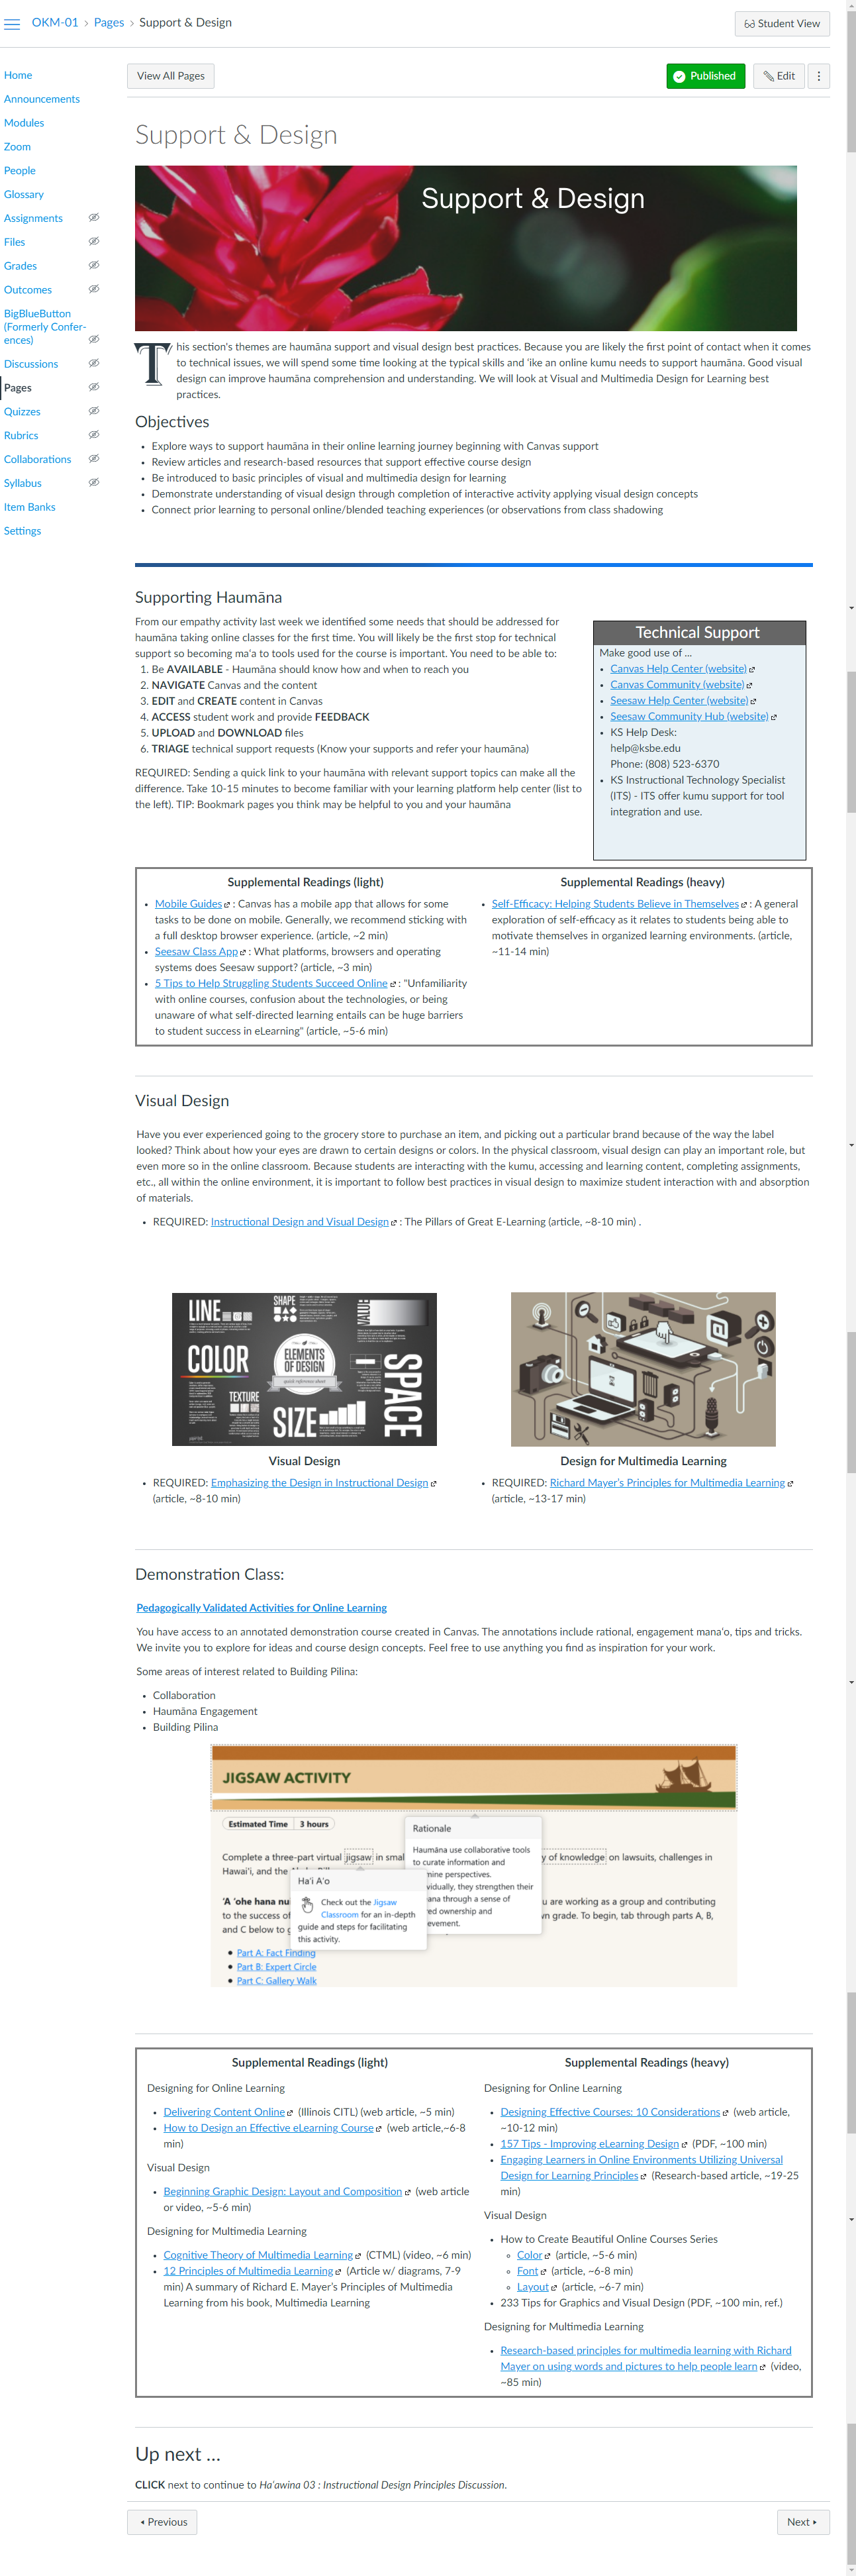 OKM-01 › Pages › Support & Design
Student View
Home
Announcements
Modules
Zoom
People
Glossary
Assignments
Files
Grades
Outcomes
BigBlueButton
(Formerly Confer-
ences)
Discussions
Pages
Quizzes
Rubrics
Collaborations
Syllabus
Item Banks
Settings
View All Pages
Published
Edit
Support & Design
Support & Design
This section's themes are haumāna support and visual design best practices. Because you are likely the first point of contact when it comes
to technical issues, we will spend some time looking at the typical skills and 'ike an online kumu needs to support haumāna. Good visual
design can improve haumāna comprehension and understanding. We will look at Visual and Multimedia Design for Learning best
practices.
Objectives
• Explore ways to support haumāna in their online learning journey beginning with Canvas support
• Review articles and research-based resources that support effective course design
• Be introduced to basic principles of visual and multimedia design for learning
• Demonstrate understanding of visual design through completion of interactive activity applying visual design concepts
• Connect prior learning to personal online/blended teaching experiences (or observations from class shadowing
Supporting Haumāna
From our empathy activity last week we identified some needs that should be addressed for
haumāna taking online classes for the first time. You will likely be the first stop for technical
support so becoming ma'a to tools used for the course is important. You need to be able to:
1. Be AVAILABLE - Haumāna should know how and when to reach you
2. NAVIGATE Canvas and the content
3. EDIT and CREATE content in Canvas
4. ACCESS student work and provide FEEDBACK
5. UPLOAD and DOWNLOAD files
6. TRIAGE technical support requests (Know your supports and refer your haumāna)
REQUIRED: Sending a quick link to your haumāna with relevant support topics can make all the
difference. Take 10-15 minutes to become familiar with your learning platform help center (list to
the left). TIP: Bookmark pages you think may be helpful to you and your haumāna
Technical Support
Make good use of ...
• Canvas Help Center (website)
• Canvas Community (website)
• Seesaw Help Center (website)
• Seesaw Community Hub (website)
• KS Help Desk:
help@ksbe.edu
Phone: (808) 523-6370
• KS Instructional Technology Specialist
(ITS) - ITS offer kumu support for tool
integration and use.
Supplemental Readings (light)
• Mobile Guides : Canvas has a mobile app that allows for some
tasks to be done on mobile. Generally, we recommend sticking with
a full desktop browser experience. (article, ~2 min)
• Seesaw Class App : What platforms, browsers and operating
systems does Seesaw support? (article, ~3 min)
• 5 Tips to Help Struggling Students Succeed Online : "Unfamiliarity
with online courses, confusion about the technologies, or being
unaware of what self-directed learning entails can be huge barriers
to student success in eLearning" (article, ~5-6 min)
Supplemental Readings (heavy)
• Self-Efficacy: Helping Students Believe in Themselves : A general
exploration of self-efficacy as it relates to students being able to
motivate themselves in organized learning environments. (article,
~11-14 min)
Visual Design
Have you ever experienced going to the grocery store to purchase an item, and picking out a particular brand because of the way the label
looked? Think about how your eyes are drawn to certain designs or colors. In the physical classroom, visual design can play an important role, but
even more so in the online classroom. Because students are interacting with the kumu, accessing and learning content, completing assignments,
etc., all within the online environment, it is important to follow best practices in visual design to maximize student interaction with and absorption
of materials.
• REQUIRED: Instructional Design and Visual Design : The Pillars of Great E-Learning (article, ~8-10 min) .
LINE
SHAPE
VALUE
COLOR
ELEMENTS
OF DESIGN
quick reference sheet
TEXTURE
SIZE
SPACE
Visual Design
• REQUIRED: Emphasizing the Design in Instructional Design
(article, ~8-10 min)
Design for Multimedia Learning
• REQUIRED: Richard Mayer's Principles for Multimedia Learning
(article, ~13-17 min)
Demonstration Class:
Pedagogically Validated Activities for Online Learning
You have access to an annotated demonstration course created in Canvas. The annotations include rational, engagement mana'o, tips and tricks.
We invite you to explore for ideas and course design concepts. Feel free to use anything you find as inspiration for your work.
Some areas of interest related to Building Pilina:
• Collaboration
• Haumāna Engagement
• Building Pilina
JIGSAW ACTIVITY
Estimated Time 3 hours
Rationale
Haumāna use collaborative tools
to curate information and
mine perspectives.
vidually, they strengthen their
ana through a sense of
red ownership and
evement.
Complete a three-part virtual jigsaw in smal
y of knowledge on lawsuits, challenges in
Hawai'i, and the
Ha'i A'o
Check out the Jigsaw
Classroom for an in-depth
guide and steps for facilitating
this activity.
'A 'ohe hana nu
u are working as a group and contributing
to the success of
vn grade. To begin, tab through parts A, B,
and C below to g
• Part A: Fact Finding
• Part B: Expert Circle
• Part C: Gallery Walk
Supplemental Readings (light)
Designing for Online Learning
• Delivering Content Online (Illinois CITL) (web article, ~5 min)
• How to Design an Effective eLearning Course (web article,~6-8
min)
Visual Design
• Beginning Graphic Design: Layout and Composition (web article
or video, ~5-6 min)
Designing for Multimedia Learning
• Cognitive Theory of Multimedia Learning (CTML) (video, ~6 min)
• 12 Principles of Multimedia Learning (Article w/ diagrams, 7-9
min) A summary of Richard E. Mayer's Principles of Multimedia
Learning from his book, Multimedia Learning
Supplemental Readings (heavy)
Designing for Online Learning
• Designing Effective Courses: 10 Considerations (web article,
~10-12 min)
• 157 Tips - Improving eLearning Design (PDF, ~100 min)
• Engaging Learners in Online Environments Utilizing Universal
Design for Learning Principles (Research-based article, ~19-25
min)
Visual Design
• How to Create Beautiful Online Courses Series
◦ Color (article, ~5-6 min)
◦ Font (article, ~6-8 min)
◦ Layout (article, ~6-7 min)
• 233 Tips for Graphics and Visual Design (PDF, ~100 min, ref.)
Designing for Multimedia Learning
• Research-based principles for multimedia learning with Richard
Mayer on using words and pictures to help people learn (video,
~85 min)
Up next ...
CLICK next to continue to Ha'awina 03 : Instructional Design Principles Discussion.
Previous
Next